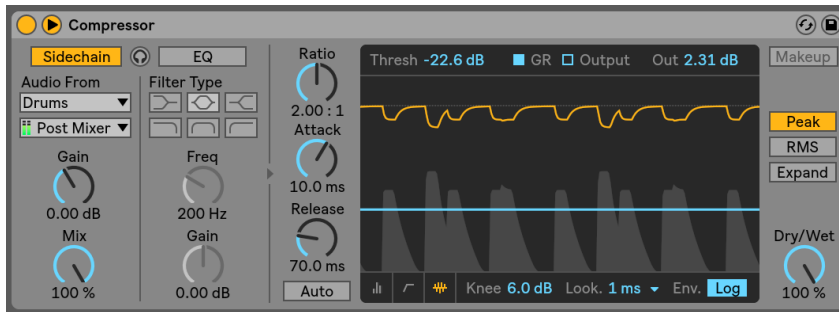 Compressor
Sidechain EQ
Audio From Filter Type
Drums
Post Mixer
Gain Freq
0.00 dB 200 Hz
Mix Gain
100 % 0.00 dB
Ratio
2.00 : 1
Attack
10.0 ms
Release
70.0 ms
Auto
Thresh -22.6 dB GR Output Out 2.31 dB
Knee 6.0 dB Look. 1 ms Env. Log
Makeup
Peak
RMS
Expand
Dry/Wet
100 %